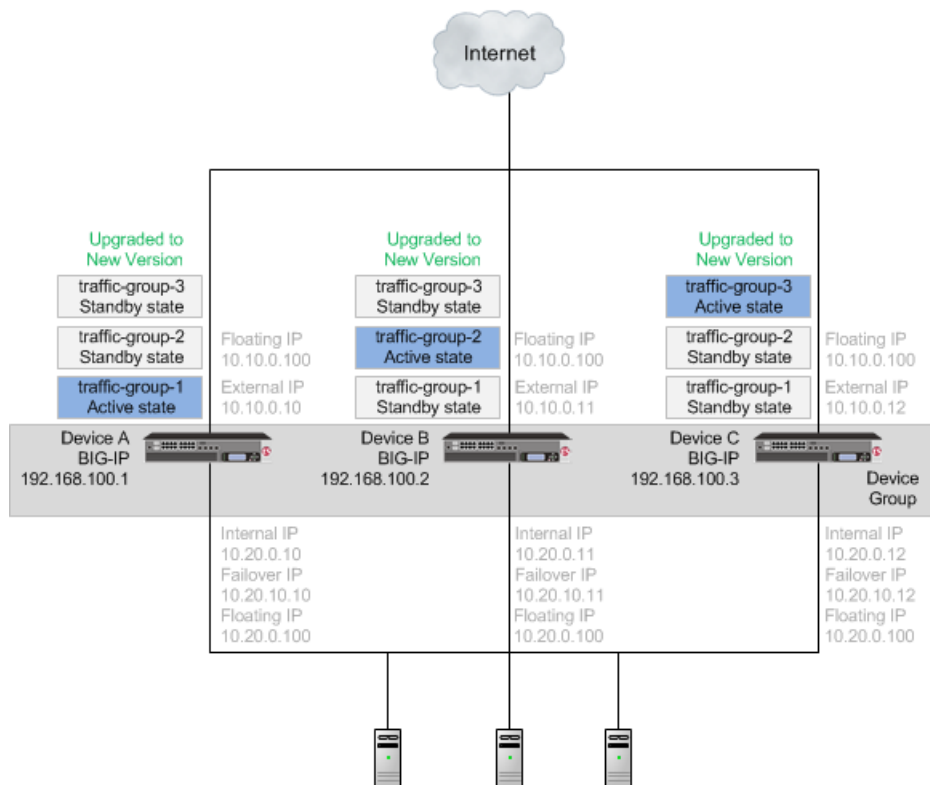 Internet
Upgraded to
New Version
traffic-group-3
Standby state
traffic-group-2
Standby state
traffic-group-1
Active state
Floating IP
10.10.0.100
External IP
10.10.0.10
Upgraded to
New Version
traffic-group-3
Standby state
traffic-group-2
Active state
traffic-group-1
Standby state
Floating IP
10.10.0.100
External IP
10.10.0.11
Upgraded to
New Version
traffic-group-3
Active state
traffic-group-2
Standby state
traffic-group-1
Standby state
Floating IP
10.10.0.100
External IP
10.10.0.12
Device A
BIG-IP
192.168.100.1
Device B
BIG-IP
192.168.100.2
Device C
BIG-IP
192.168.100.3
Device
Group
Internal IP
10.20.0.10
Failover IP
10.20.10.10
Floating IP
10.20.0.100
Internal IP
10.20.0.11
Failover IP
10.20.10.11
Floating IP
10.20.0.100
Internal IP
10.20.0.12
Failover IP
10.20.10.12
Floating IP
10.20.0.100